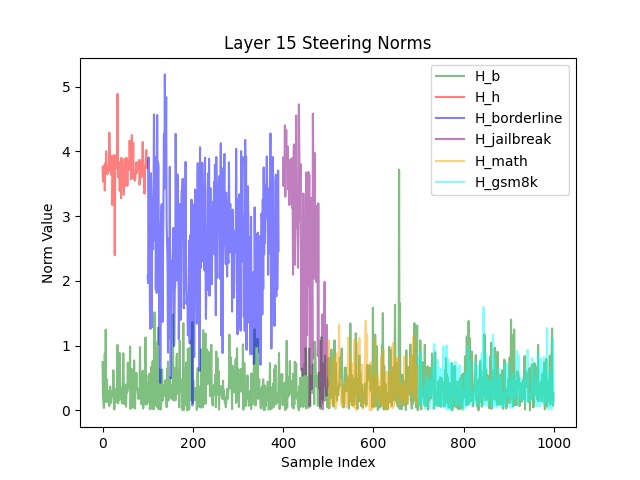 Layer 15 Steering Norms
H_b
H_h
H_borderline
H_jailbreak
H_math
H_gsm8k
5
4
3
2
1
0
Norm Value
0
200
400
600
800
1000
Sample Index